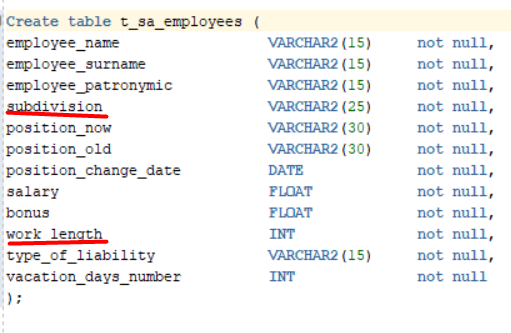 Create table t_sa_employees (
employee_name VARCHAR2(15) not null,
employee_surname VARCHAR2(15) not null,
employee_patronymic VARCHAR2(15) not null,
subdivision VARCHAR2(25) not null,
position_now VARCHAR2(30) not null,
position_old VARCHAR2(30) not null,
position_change_date DATE not null,
salary FLOAT not null,
bonus FLOAT not null,
work_length INT not null,
type_of_liability VARCHAR2(15) not null,
vacation_days_number INT not null
);